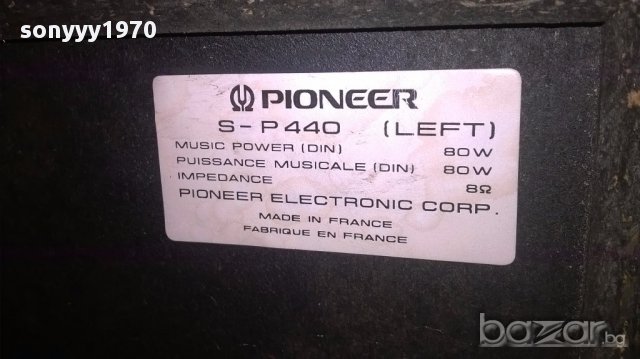 sonyyy1970
PIONEER
S-P440 (LEFT)
MUSIC POWER (DIN) 80W
PUISSANCE MUSICALE (DIN) 80W
IMPEDANCE 8Ω
PIONEER ELECTRONIC CORP.
MADE IN FRANCE
FABRIQUE EN FRANCE
bazar.bg